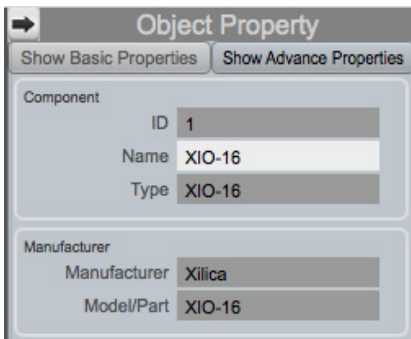 Object Property
Show Basic Properties Show Advance Properties
Component
ID 1
Name XIO-16
Type XIO-16
Manufacturer
Manufacturer Xilica
Model/Part XIO-16